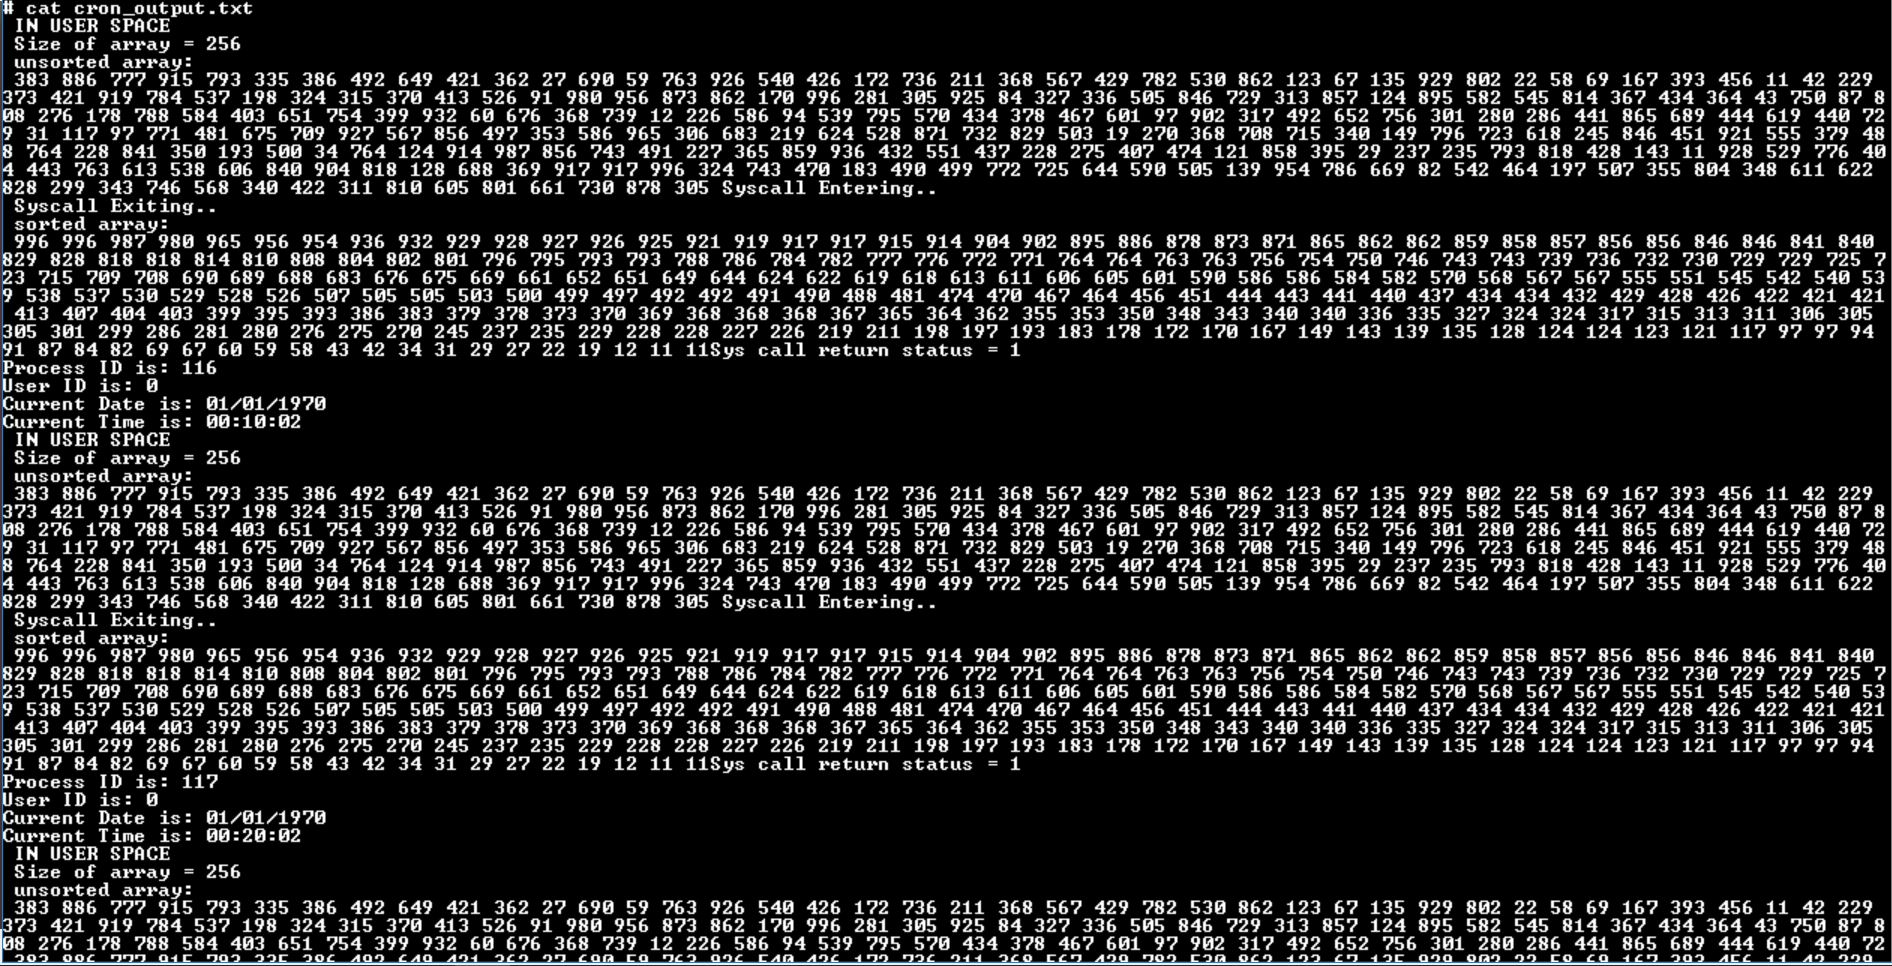 # cat cron_output.txt
IN USER SPACE
Size of array = 256
unsorted array:
383 886 777 915 793 335 386 492 649 421 362 27 690 59 763 926 540 426 172 736 211 368 567 429 782 530 862 123 67 135 929 802 22 58 69 167 393 456 11 42 229
373 421 919 784 537 198 324 315 370 413 526 91 980 956 873 862 170 996 281 305 925 84 327 336 505 846 729 313 857 124 895 582 545 814 367 434 364 43 750 87 8
08 276 178 788 584 403 651 754 399 932 60 676 368 739 12 226 586 94 539 795 570 434 378 467 601 97 902 317 492 652 756 301 280 286 441 865 689 444 619 440 72
9 31 117 97 771 481 675 709 927 567 856 497 353 586 965 306 683 219 624 528 871 732 829 503 19 270 368 708 715 340 149 796 723 618 245 846 451 921 555 379 48
8 764 228 841 350 193 500 34 764 124 914 987 856 743 491 227 365 859 936 432 551 437 228 275 407 474 121 858 395 29 237 235 793 818 428 143 11 928 529 776 40
4 443 763 613 538 606 840 904 818 128 688 369 917 917 996 324 743 470 183 490 499 772 725 644 590 505 139 954 786 669 82 542 464 197 507 355 804 348 611 622
828 299 343 746 568 340 422 311 810 605 801 661 730 878 305 Syscall Entering..
Syscall Exiting..
sorted array:
996 996 987 980 965 956 954 936 932 929 928 927 926 925 921 919 917 917 915 914 904 902 895 886 878 873 871 865 862 862 859 858 857 856 856 846 846 841 840
829 828 818 818 814 810 808 804 802 801 796 795 793 793 788 786 784 782 777 776 772 771 764 764 763 763 756 754 750 746 743 743 739 736 732 730 729 729 725 7
23 715 709 708 690 689 688 683 676 675 669 661 652 651 649 644 624 622 619 618 613 611 606 605 601 590 586 586 584 582 570 568 567 567 555 551 545 542 540 53
9 538 537 530 529 528 526 507 505 505 503 500 499 497 492 492 491 490 488 481 474 470 467 464 456 451 444 443 441 440 437 434 434 432 429 428 426 422 421 421
413 407 404 403 399 395 393 386 383 379 378 373 370 369 368 368 368 367 365 364 362 355 353 350 348 343 340 340 336 335 327 324 324 317 315 313 311 306 305
305 301 299 286 281 280 276 275 270 245 237 235 229 228 228 227 226 219 211 198 197 193 183 178 172 170 167 149 143 139 135 128 124 124 123 121 117 97 97 94
91 87 84 82 69 67 60 59 58 43 42 34 31 29 27 22 19 12 11 11Sys call return status = 1
Process ID is: 116
User ID is: 0
Current Date is: 01/01/1970
Current Time is: 00:10:02
IN USER SPACE
Size of array = 256
unsorted array:
383 886 777 915 793 335 386 492 649 421 362 27 690 59 763 926 540 426 172 736 211 368 567 429 782 530 862 123 67 135 929 802 22 58 69 167 393 456 11 42 229
373 421 919 784 537 198 324 315 370 413 526 91 980 956 873 862 170 996 281 305 925 84 327 336 505 846 729 313 857 124 895 582 545 814 367 434 364 43 750 87 8
08 276 178 788 584 403 651 754 399 932 60 676 368 739 12 226 586 94 539 795 570 434 378 467 601 97 902 317 492 652 756 301 280 286 441 865 689 444 619 440 72
9 31 117 97 771 481 675 709 927 567 856 497 353 586 965 306 683 219 624 528 871 732 829 503 19 270 368 708 715 340 149 796 723 618 245 846 451 921 555 379 48
8 764 228 841 350 193 500 34 764 124 914 987 856 743 491 227 365 859 936 432 551 437 228 275 407 474 121 858 395 29 237 235 793 818 428 143 11 928 529 776 40
4 443 763 613 538 606 840 904 818 128 688 369 917 917 996 324 743 470 183 490 499 772 725 644 590 505 139 954 786 669 82 542 464 197 507 355 804 348 611 622
828 299 343 746 568 340 422 311 810 605 801 661 730 878 305 Syscall Entering..
Syscall Exiting..
sorted array:
996 996 987 980 965 956 954 936 932 929 928 927 926 925 921 919 917 917 915 914 904 902 895 886 878 873 871 865 862 862 859 858 857 856 856 846 846 841 840
829 828 818 818 814 810 808 804 802 801 796 795 793 793 788 786 784 782 777 776 772 771 764 764 763 763 756 754 750 746 743 743 739 736 732 730 729 729 725 7
23 715 709 708 690 689 688 683 676 675 669 661 652 651 649 644 624 622 619 618 613 611 606 605 601 590 586 586 584 582 570 568 567 567 555 551 545 542 540 53
9 538 537 530 529 528 526 507 505 505 503 500 499 497 492 492 491 490 488 481 474 470 467 464 456 451 444 443 441 440 437 434 434 432 429 428 426 422 421 421
413 407 404 403 399 395 393 386 383 379 378 373 370 369 368 368 368 367 365 364 362 355 353 350 348 343 340 340 336 335 327 324 324 317 315 313 311 306 305
305 301 299 286 281 280 276 275 270 245 237 235 229 228 228 227 226 219 211 198 197 193 183 178 172 170 167 149 143 139 135 128 124 124 123 121 117 97 97 94
91 87 84 82 69 67 60 59 58 43 42 34 31 29 27 22 19 12 11 11Sys call return status = 1
Process ID is: 117
User ID is: 0
Current Date is: 01/01/1970
Current Time is: 00:20:02
IN USER SPACE
Size of array = 256
unsorted array:
383 886 777 915 793 335 386 492 649 421 362 27 690 59 763 926 540 426 172 736 211 368 567 429 782 530 862 123 67 135 929 802 22 58 69 167 393 456 11 42 229
373 421 919 784 537 198 324 315 370 413 526 91 980 956 873 862 170 996 281 305 925 84 327 336 505 846 729 313 857 124 895 582 545 814 367 434 364 43 750 87 8
08 276 178 788 584 403 651 754 399 932 60 676 368 739 12 226 586 94 539 795 570 434 378 467 601 97 902 317 492 652 756 301 280 286 441 865 689 444 619 440 72